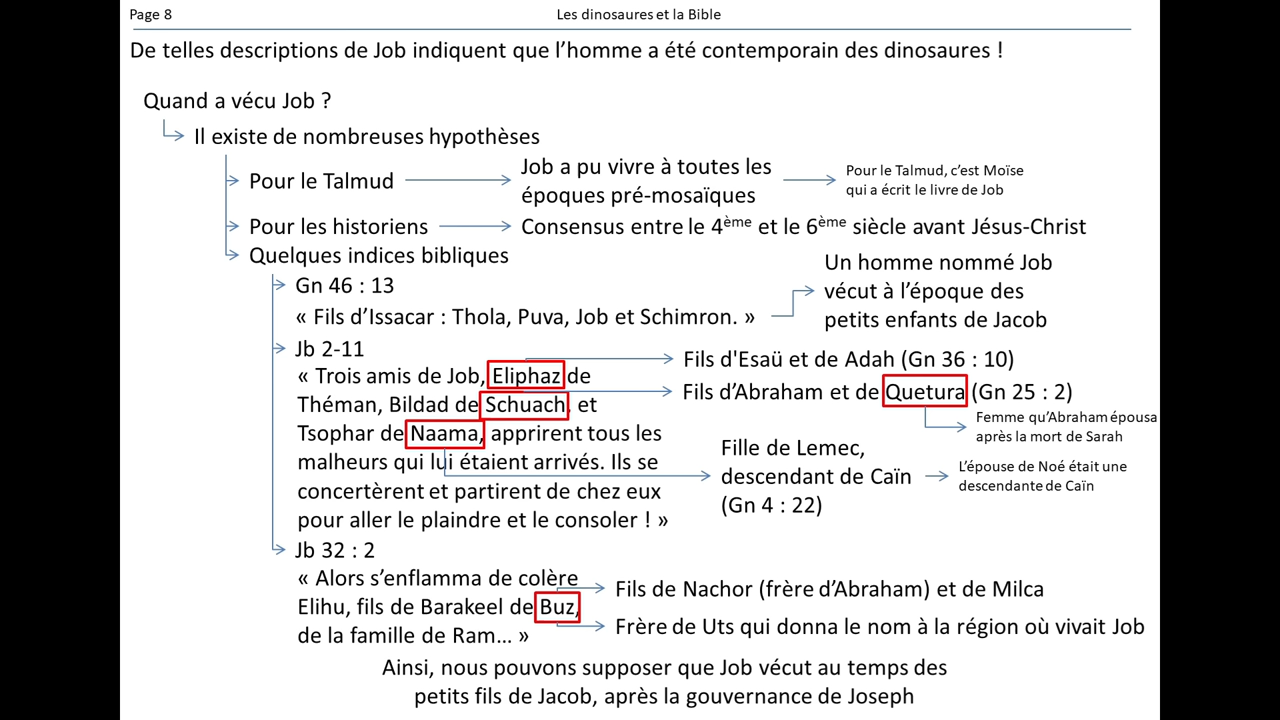 Page 8
Les dinosaures et la Bible
De telles descriptions de Job indiquent que l’homme a été contemporain des dinosaures !
Quand a vécu Job ?
Il existe de nombreuses hypothèses
Pour le Talmud
Job a pu vivre à toutes les
époques pré-mosaïques
Pour le Talmud, c’est Moïse
qui a écrit le livre de Job
Pour les historiens
Consensus entre le 4ème et le 6ème siècle avant Jésus-Christ
Quelques indices bibliques
Gn 46 : 13
« Fils d’Issacar : Thola, Puva, Job et Schimron. »
Un homme nommé Job
vécut à l’époque des
petits enfants de Jacob
Jb 2-11
« Trois amis de Job, Eliphaz de
Théman, Bildad de Schuach, et
Tsophar de Naama, apprirent tous les
malheurs qui lui étaient arrivés. Ils se
concertèrent et partirent de chez eux
pour aller le plaindre et le consoler ! »
Fils d'Esaü et de Adah (Gn 36 : 10)
Fils d’Abraham et de Quetura (Gn 25 : 2)
Femme qu’Abraham épousa
après la mort de Sarah
Fille de Lemec,
descendant de Caïn
(Gn 4 : 22)
L’épouse de Noé était une
descendante de Caïn
Jb 32 : 2
« Alors s’enflamma de colère
Elihu, fils de Barakeel de Buz,
de la famille de Ram… »
Fils de Nachor (frère d’Abraham) et de Milca
Frère de Uts qui donna le nom à la région où vivait Job
Ainsi, nous pouvons supposer que Job vécut au temps des
petits fils de Jacob, après la gouvernance de Joseph